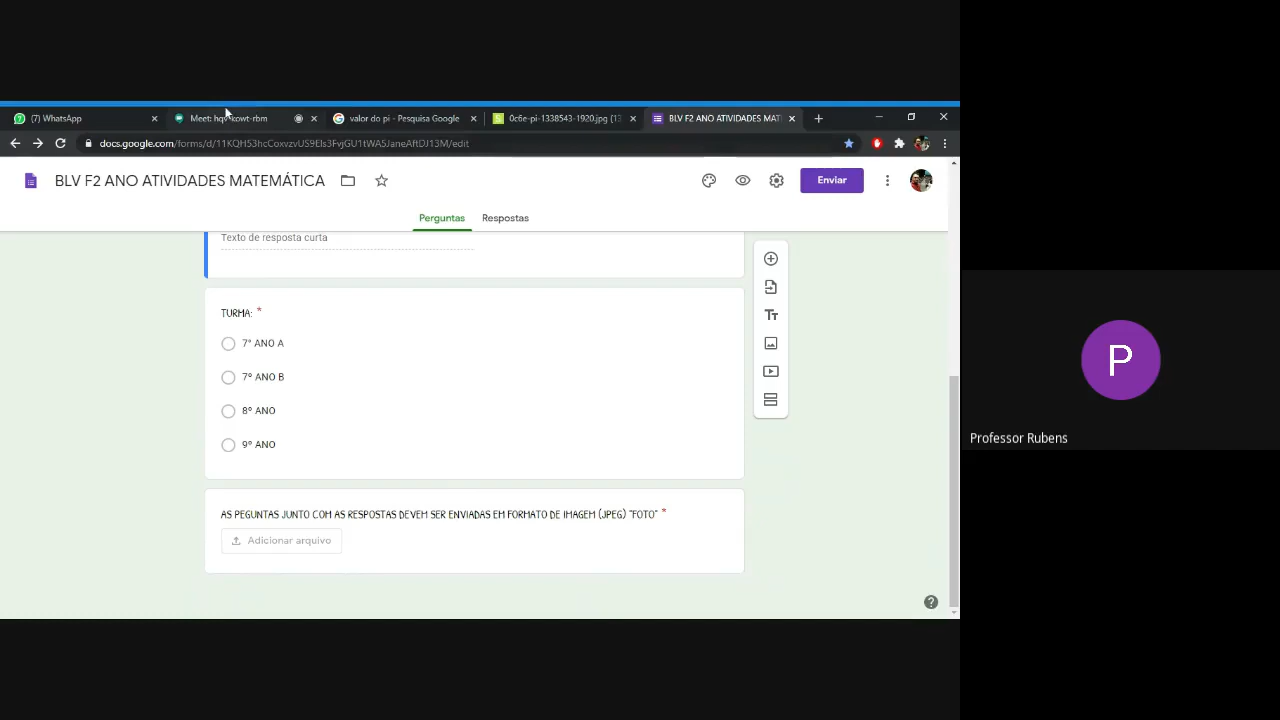 (7) WhatsApp
Meet: hqv-kowt-rbm
valor do pi - Pesquisa Google
0c6e-pi-1338543-1920.jpg (13
BLV F2 ANO ATIVIDADES MAT
docs.google.com/forms/d/11KQH53hcCoxvzvUS9Els3FvjGU1tWA5JaneAftDJ13M/edit
BLV F2 ANO ATIVIDADES MATEMÁTICA
Enviar
Perguntas
Respostas
Texto de resposta curta
TURMA: *
7º ANO A
7º ANO B
8º ANO
9º ANO
AS PEGUNTAS JUNTO COM AS RESPOSTAS DEVEM SER ENVIADAS EM FORMATO DE IMAGEM (JPEG) "FOTO" *
Adicionar arquivo
P
Professor Rubens